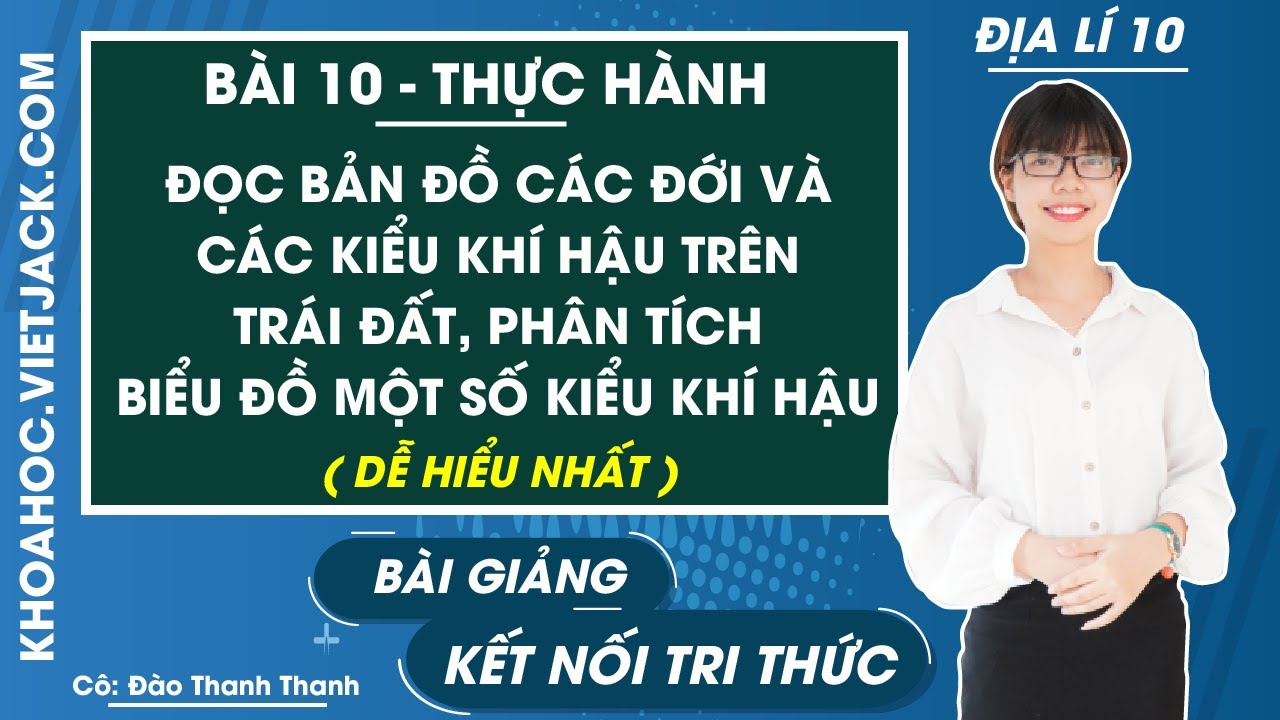 KHOAHOC.VIETJACK.COM
ĐỊA LÍ 10
BÀI 10 - THỰC HÀNH
ĐỌC BẢN ĐỒ CÁC ĐỚI VÀ
CÁC KIỂU KHÍ HẬU TRÊN
TRÁI ĐẤT, PHÂN TÍCH
BIỂU ĐỒ MỘT SỐ KIỂU KHÍ HẬU
( DỄ HIỂU NHẤT )
BÀI GIẢNG
KẾT NỐI TRI THỨC
Cô: Đào Thanh Thanh